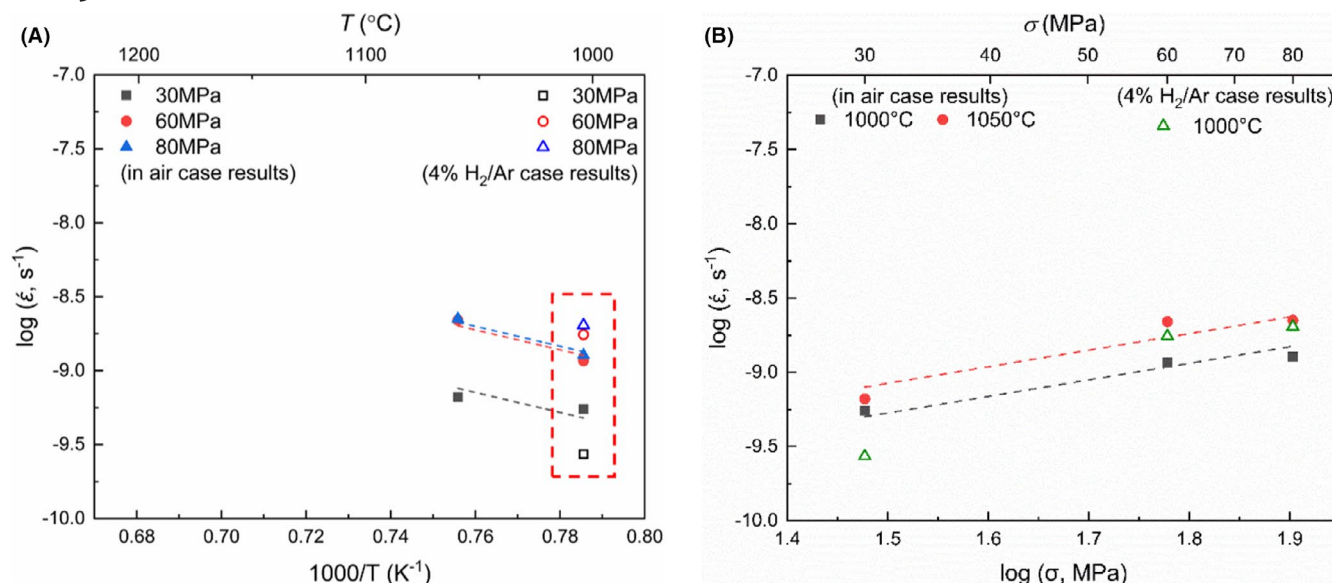 (A)
T (°C)
1200 1100 1000
-7.0
-7.5
-8.0
-8.5
-9.0
-9.5
-10.0
log (ε̇, s⁻¹)
30MPa
60MPa
80MPa
(in air case results)
30MPa
60MPa
80MPa
(4% H₂/Ar case results)
0.68 0.70 0.72 0.74 0.76 0.78 0.80
1000/T (K⁻¹)
(B)
σ (MPa)
30 40 50 60 70 80
-7.0
-7.5
-8.0
-8.5
-9.0
-9.5
-10.0
log (ε̇, s⁻¹)
(in air case results) (4% H₂/Ar case results)
1000°C 1050°C 1000°C
1.4 1.5 1.6 1.7 1.8 1.9
log (σ, MPa)